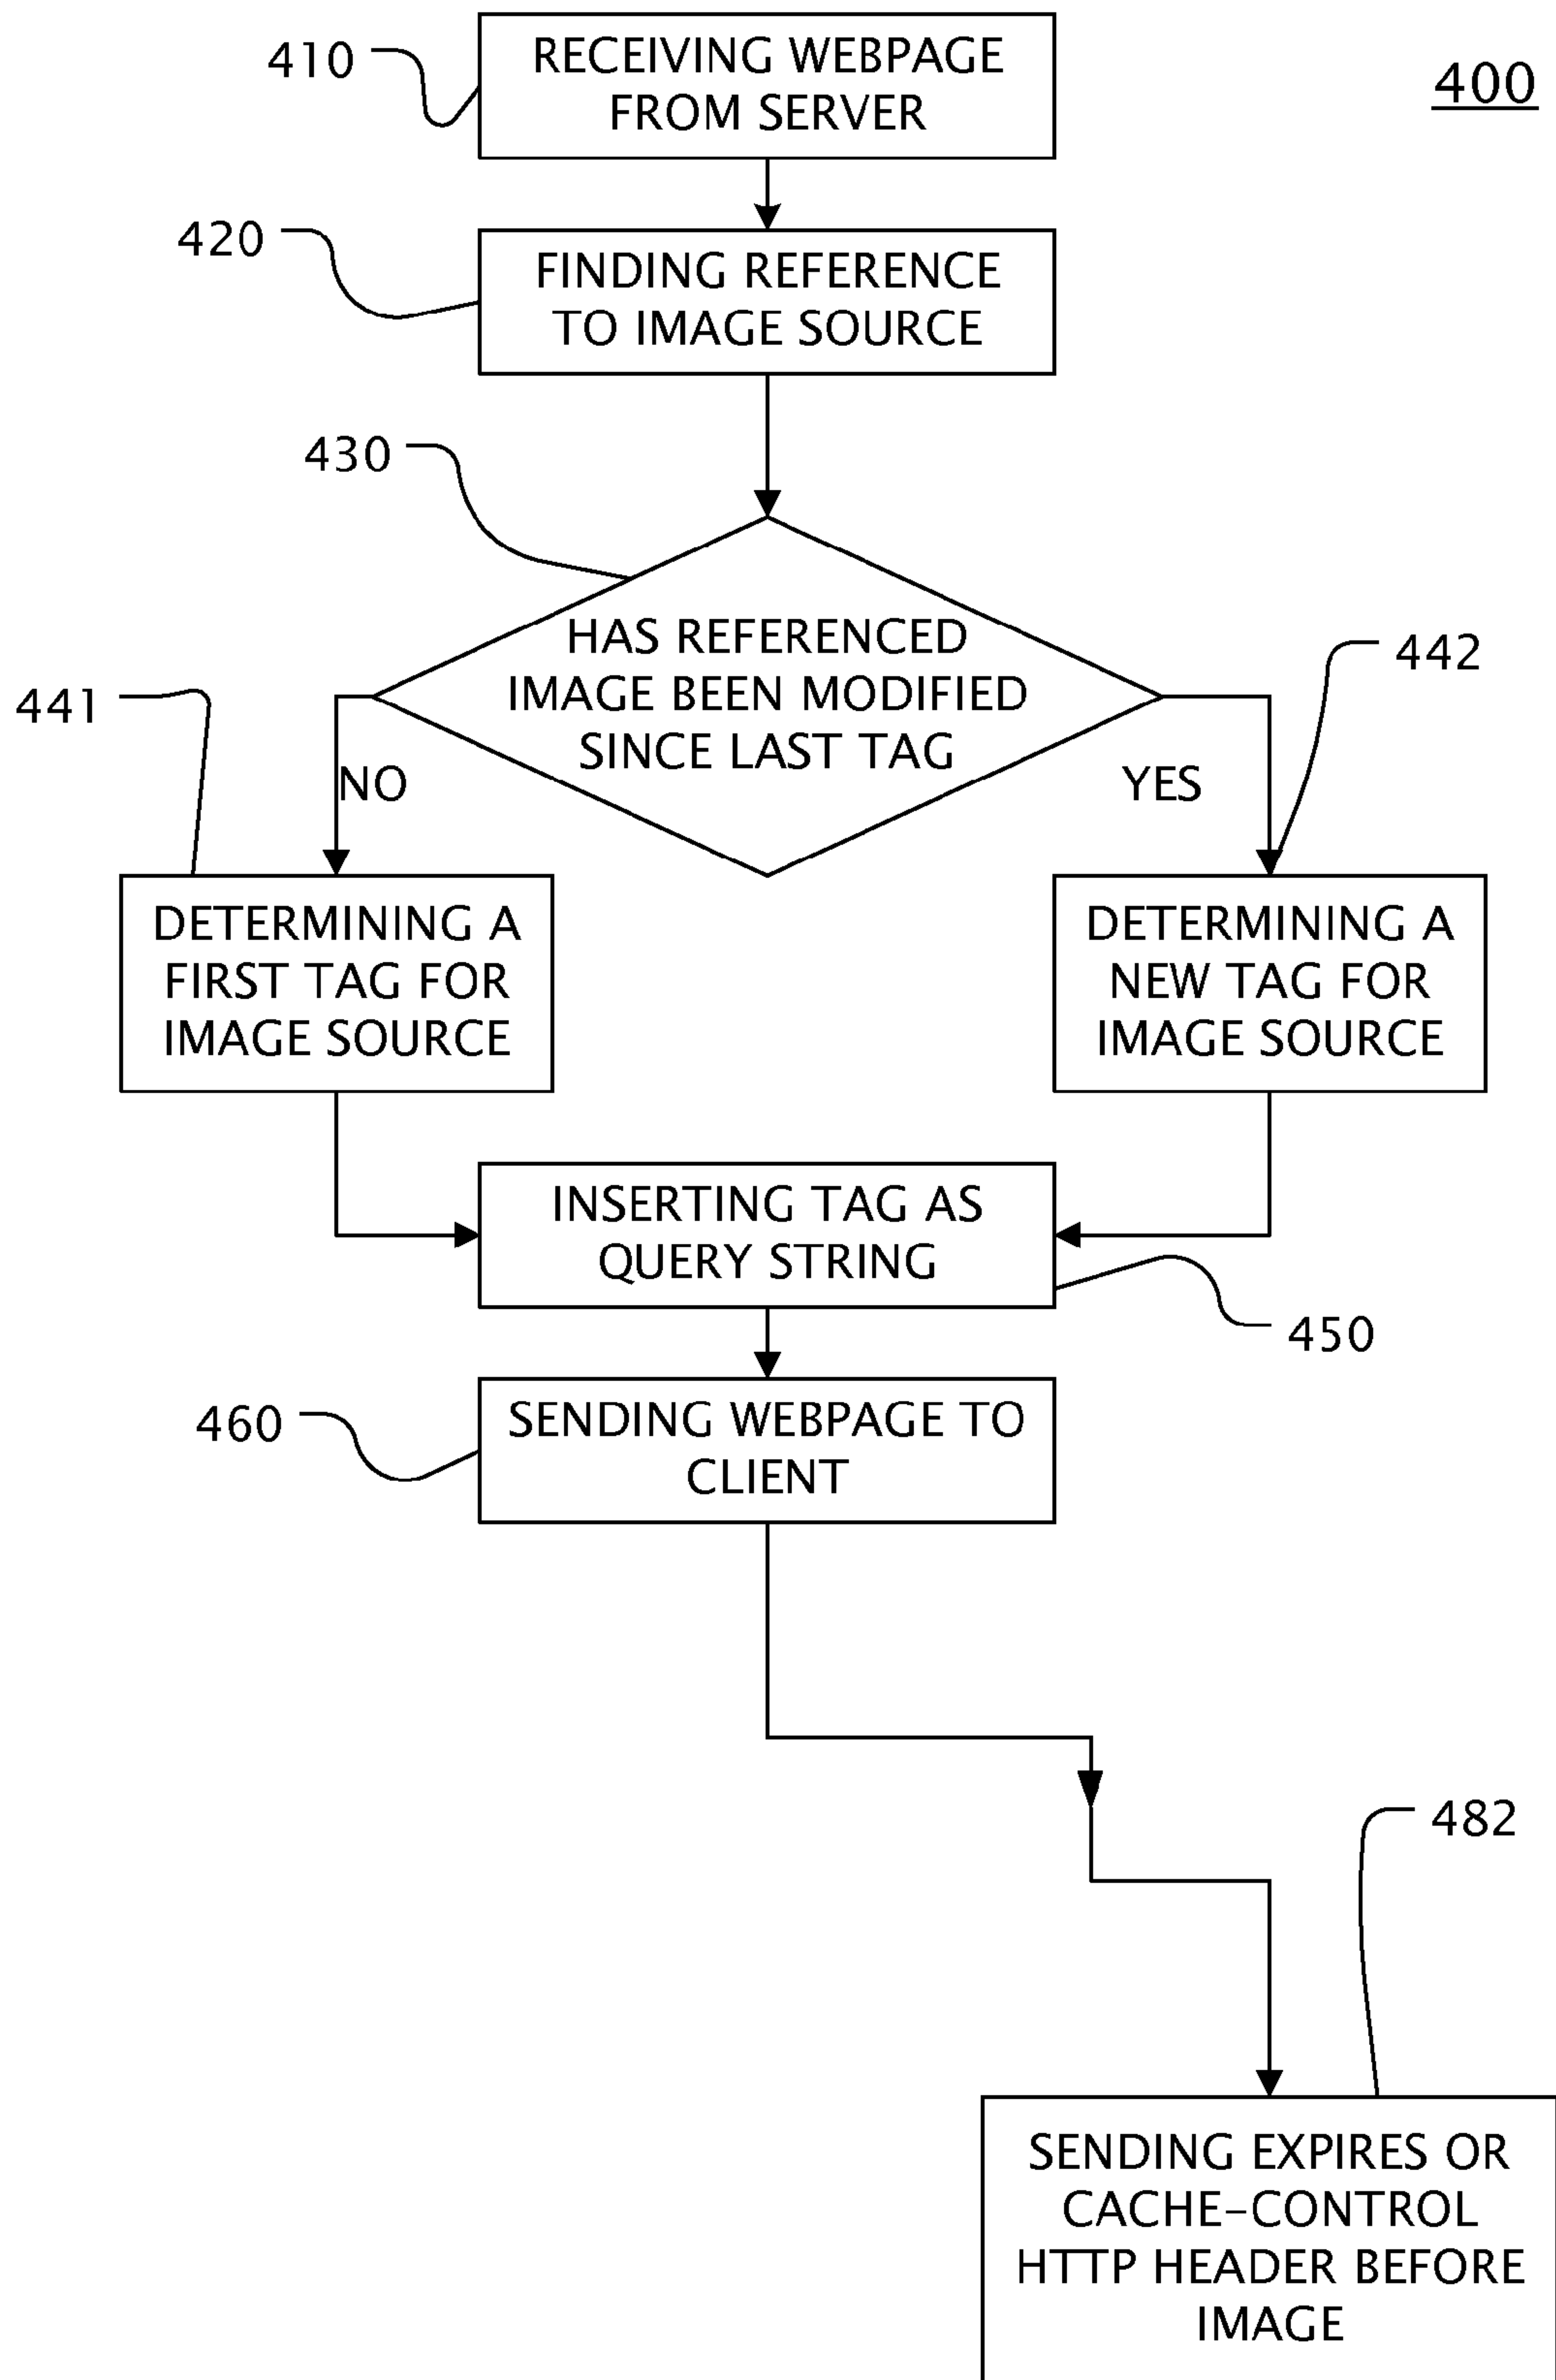 400
410
RECEIVING WEBPAGE
FROM SERVER
420
FINDING REFERENCE
TO IMAGE SOURCE
430
HAS REFERENCED
IMAGE BEEN MODIFIED
SINCE LAST TAG
441
NO
442
YES
DETERMINING A
FIRST TAG FOR
IMAGE SOURCE
DETERMINING A
NEW TAG FOR
IMAGE SOURCE
INSERTING TAG AS
QUERY STRING
450
460
SENDING WEBPAGE TO
CLIENT
482
SENDING EXPIRES OR
CACHE-CONTROL
HTTP HEADER BEFORE
IMAGE